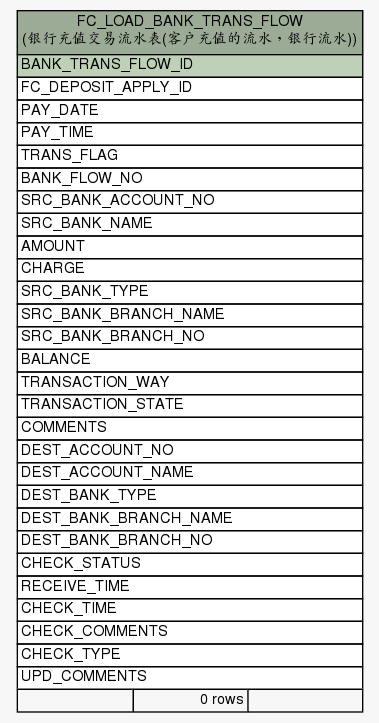 FC_LOAD_BANK_TRANS_FLOW
(银行充值交易流水表(客户充值的流水，银行流水))
BANK_TRANS_FLOW_ID
FC_DEPOSIT_APPLY_ID
PAY_DATE
PAY_TIME
TRANS_FLAG
BANK_FLOW_NO
SRC_BANK_ACCOUNT_NO
SRC_BANK_NAME
AMOUNT
CHARGE
SRC_BANK_TYPE
SRC_BANK_BRANCH_NAME
SRC_BANK_BRANCH_NO
BALANCE
TRANSACTION_WAY
TRANSACTION_STATE
COMMENTS
DEST_ACCOUNT_NO
DEST_ACCOUNT_NAME
DEST_BANK_TYPE
DEST_BANK_BRANCH_NAME
DEST_BANK_BRANCH_NO
CHECK_STATUS
RECEIVE_TIME
CHECK_TIME
CHECK_COMMENTS
CHECK_TYPE
UPD_COMMENTS
0 rows